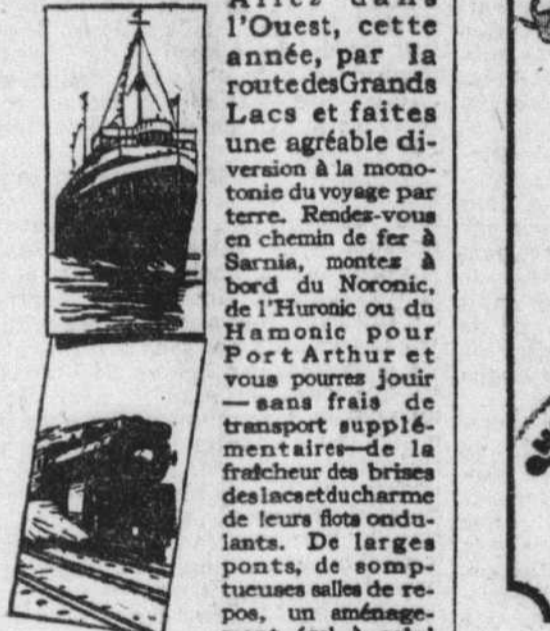 Allez dans
l'Ouest, cette
année, par la
route des Grands
Lacs et faites
une agréable di-
version à la mono-
tonie du voyage par
terre. Rendez-vous
en chemin de fer à
Sarnia, montez à
bord du Noronic,
de l'Huronic ou du
Hamonic pour
Port Arthur et
vous pourrez jouir
— sans frais de
transport supplé-
mentaires—de la
fraîcheur des brises
des lacs et du charme
de leurs flots ondu-
lants. De larges
ponts, de somp-
tueuses salles de re-
pos, un aménage-